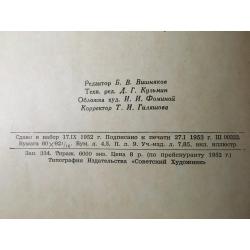 Редактор Б. В. Вишняков
Техн. ред. Д. Г. Кузьмин
Обложка худ. И. И. Фоминой
Корректор Т. И. Гиляшова
Сдано в набор 17.IX 1952 г. Подписано к печати 27.I 1953 г. Ш 00322.
Бумага 60×92/16. Бум. л. 4,5. П. л. 9. Уч.-изд. л. 7,85, вкл. иллюстр.
Зак. 334. Тираж. 6000 экз. Цена 8 р. (по прейскуранту 1952 г.)
Типография Издательства «Советский Художник»